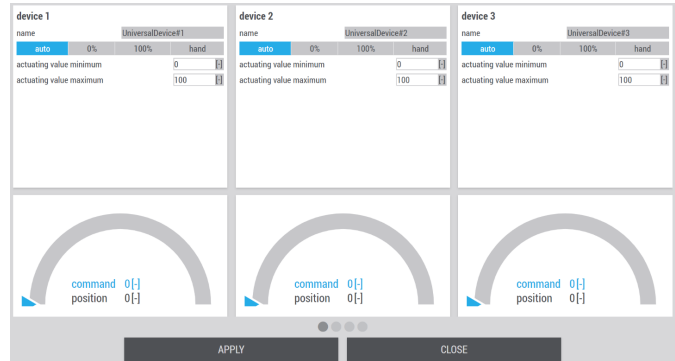 device 1
name UniversalDevice#1
auto 0% 100% hand
actuating value minimum 0 [-]
actuating value maximum 100 [-]
command 0 [-]
position 0 [-]
device 2
name UniversalDevice#2
auto 0% 100% hand
actuating value minimum 0 [-]
actuating value maximum 100 [-]
command 0 [-]
position 0 [-]
device 3
name UniversalDevice#3
auto 0% 100% hand
actuating value minimum 0 [-]
actuating value maximum 100 [-]
command 0 [-]
position 0 [-]
APPLY CLOSE